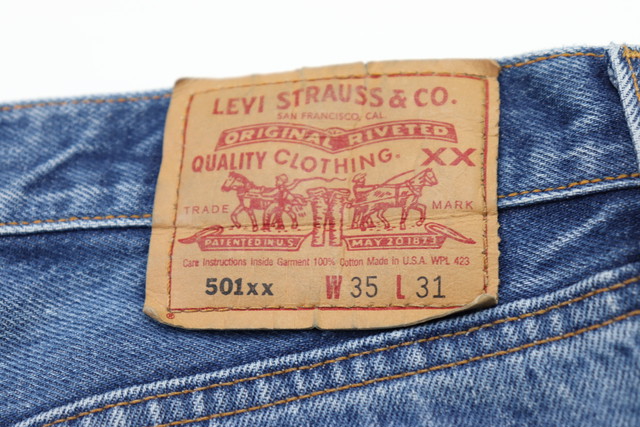 LEVI STRAUSS & CO.
SAN FRANCISCO, CAL.
ORIGINAL RIVETED
QUALITY CLOTHING. XX
TRADE MARK
PATENTED IN U.S. MAY 20 1873
Care Instructions Inside Garment 100% Cotton Made in U.S.A. WPL 423
501xx W 35 L 31
®